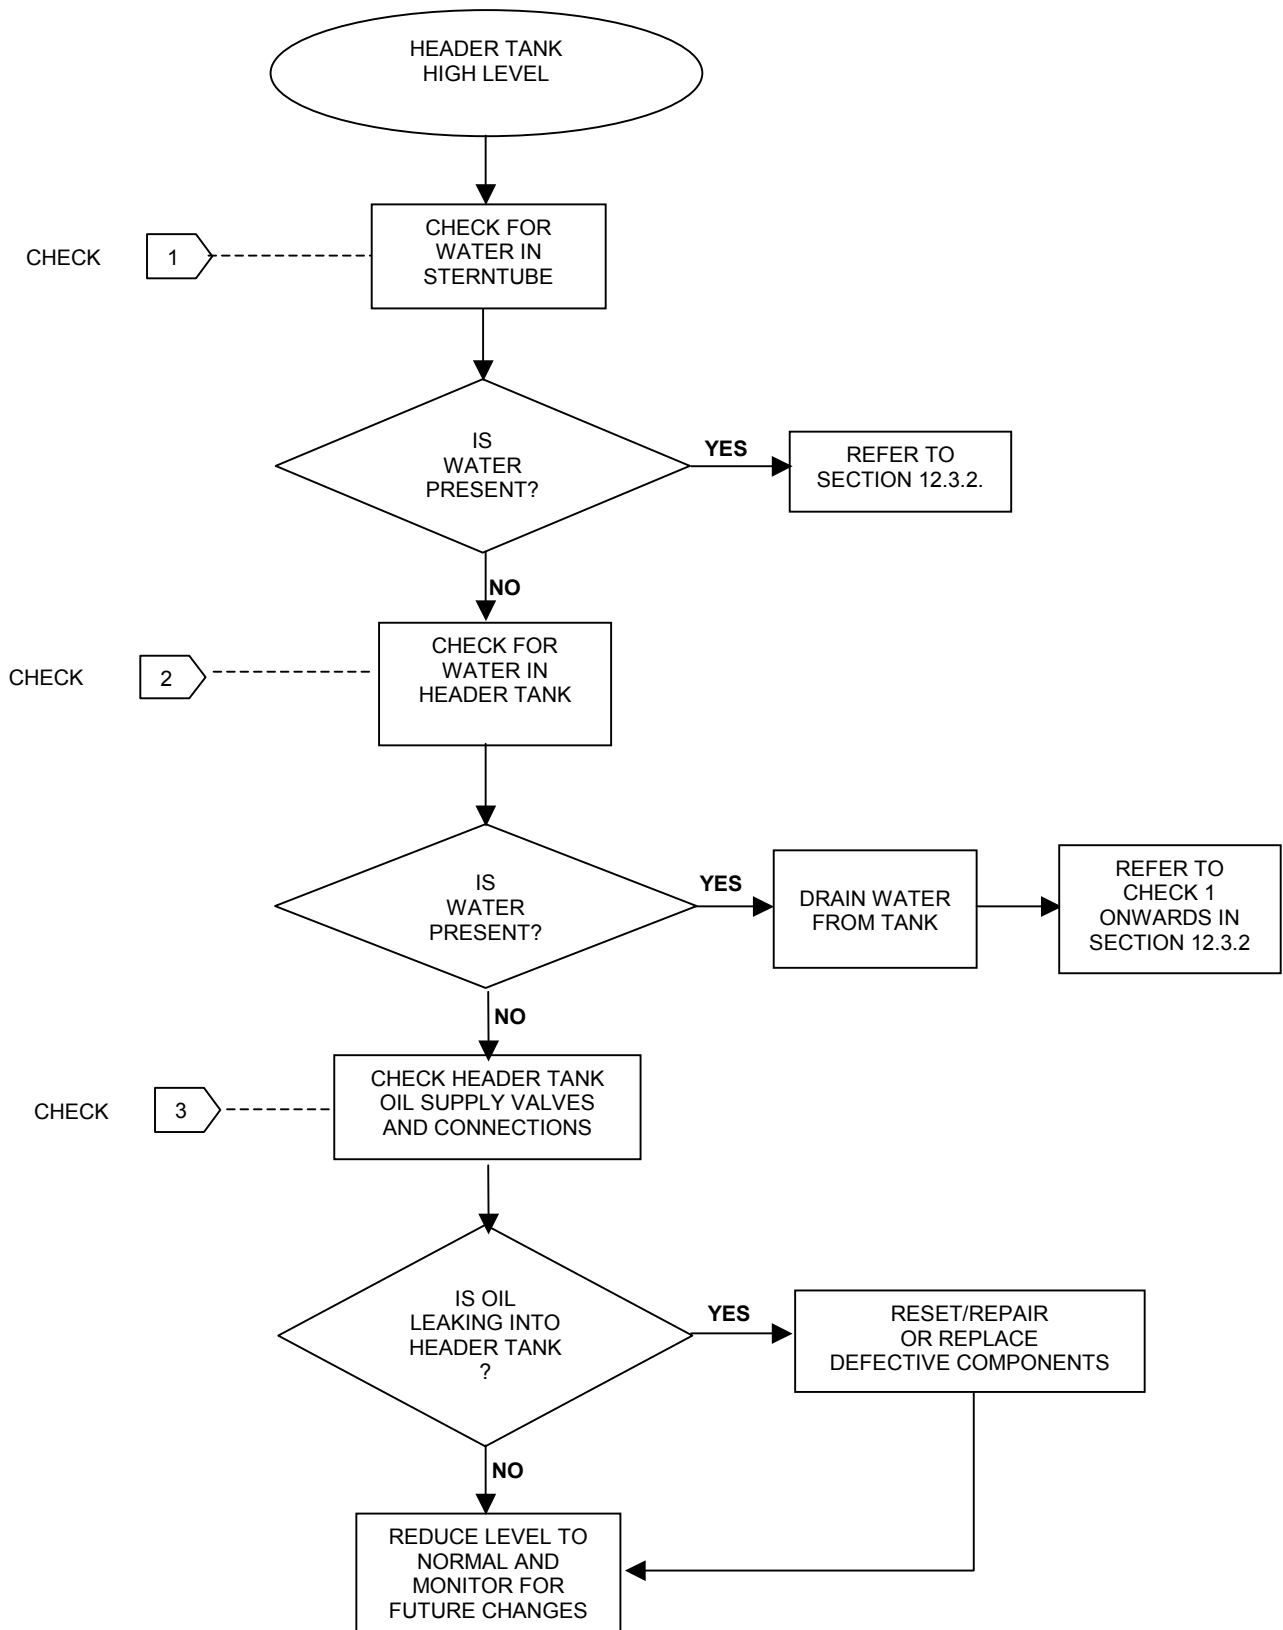 HEADER TANK
HIGH LEVEL
CHECK
1
CHECK FOR
WATER IN
STERNTUBE
IS
WATER
PRESENT?
YES
REFER TO
SECTION 12.3.2.
NO
CHECK
2
CHECK FOR
WATER IN
HEADER TANK
IS
WATER
PRESENT?
YES
DRAIN WATER
FROM TANK
REFER TO
CHECK 1
ONWARDS IN
SECTION 12.3.2
NO
CHECK
3
CHECK HEADER TANK
OIL SUPPLY VALVES
AND CONNECTIONS
IS OIL
LEAKING INTO
HEADER TANK
?
YES
RESET/REPAIR
OR REPLACE
DEFECTIVE COMPONENTS
NO
REDUCE LEVEL TO
NORMAL AND
MONITOR FOR
FUTURE CHANGES